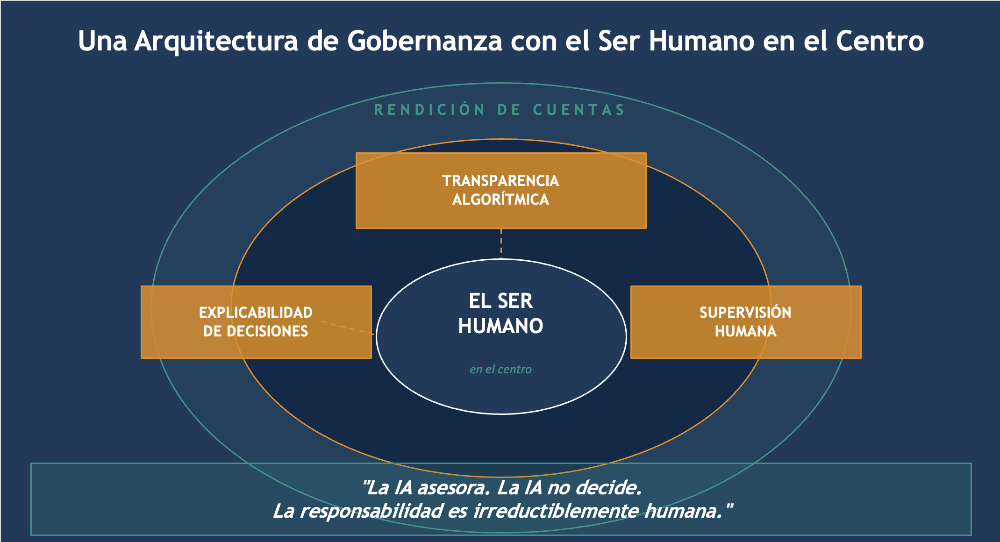 Una Arquitectura de Gobernanza con el Ser Humano en el Centro
RENDICIÓN DE CUENTAS
TRANSPARENCIA
ALGORÍTMICA
EXPLICABILIDAD
DE DECISIONES
EL SER
HUMANO
en el centro
SUPERVISIÓN
HUMANA
"La IA asesora. La IA no decide.
La responsabilidad es irreductiblemente humana."